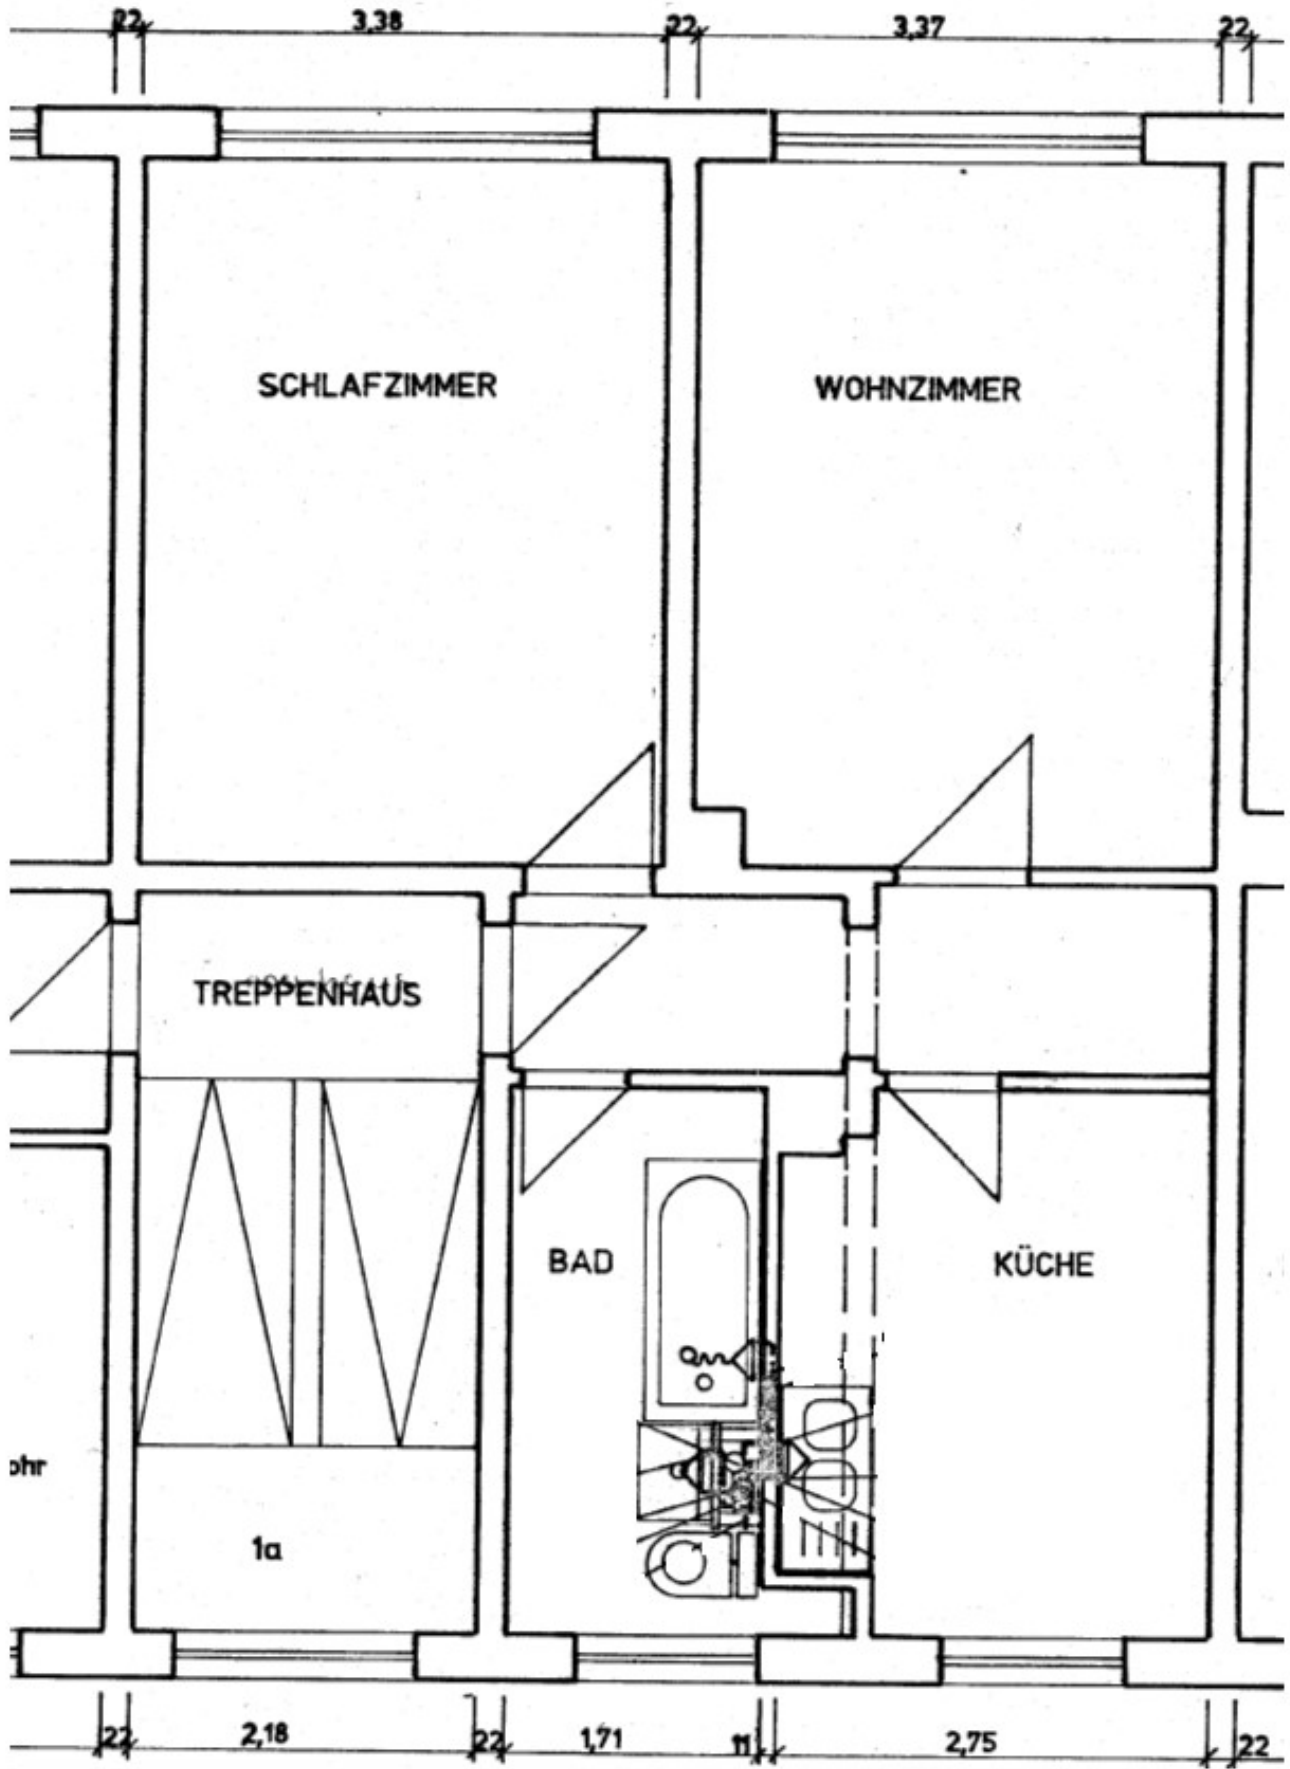 22 3,38 22 3,37 22
SCHLAFZIMMER WOHNZIMMER
TREPPENHAUS
BAD KÜCHE
ohr
1a
22 2,18 22 1,71 11 2,75 22